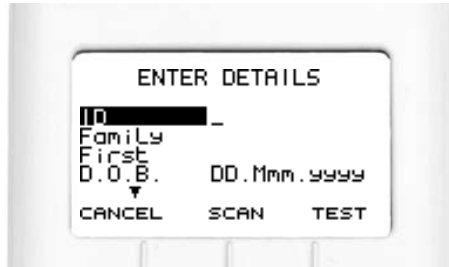 ENTER DETAILS
ID _
Family
First
D.O.B. DD.Mmm.yyyy
CANCEL SCAN TEST